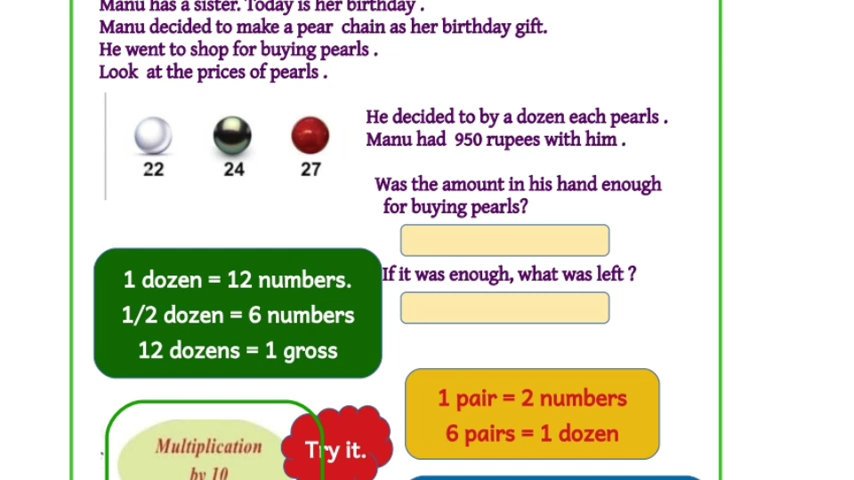 Manu has a sister. Today is her birthday .
Manu decided to make a pear chain as her birthday gift.
He went to shop for buying pearls .
Look at the prices of pearls .
22 24 27
He decided to by a dozen each pearls .
Manu had 950 rupees with him .
Was the amount in his hand enough
for buying pearls?
If it was enough, what was left ?
1 dozen = 12 numbers.
1/2 dozen = 6 numbers
12 dozens = 1 gross
1 pair = 2 numbers
6 pairs = 1 dozen
Multiplication
by 10
Try it.